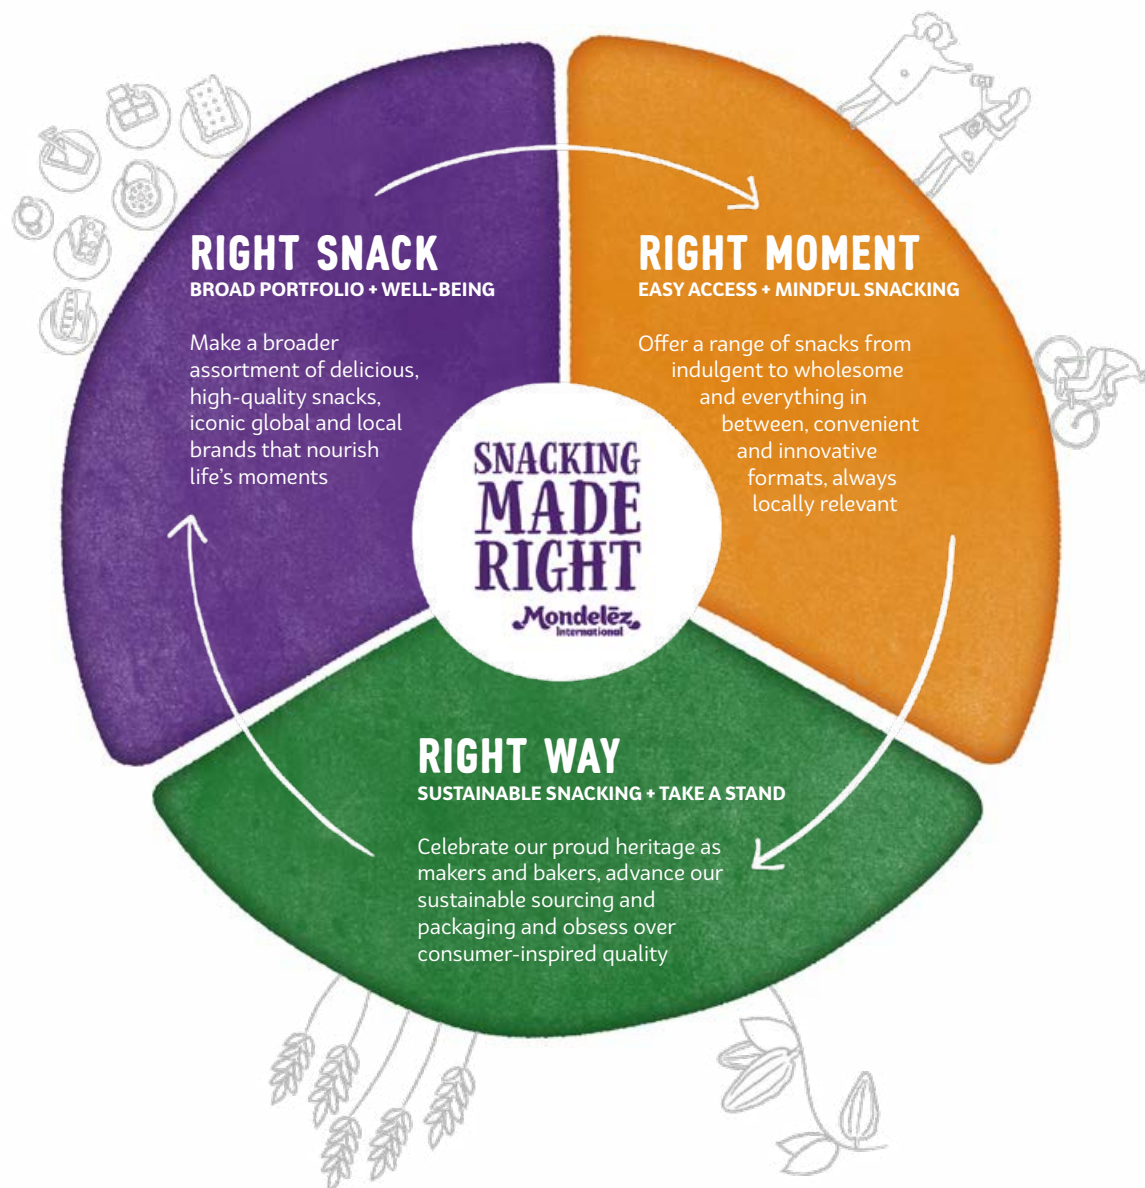 RIGHT SNACK
BROAD PORTFOLIO + WELL-BEING
Make a broader
assortment of delicious,
high-quality snacks,
iconic global and local
brands that nourish
life’s moments
RIGHT MOMENT
EASY ACCESS + MINDFUL SNACKING
Offer a range of snacks from
indulgent to wholesome
and everything in
between, convenient
and innovative
formats, always
locally relevant
SNACKING
MADE
RIGHT
Mondelēz
International
RIGHT WAY
SUSTAINABLE SNACKING + TAKE A STAND
Celebrate our proud heritage as
makers and bakers, advance our
sustainable sourcing and
packaging and obsess over
consumer-inspired quality